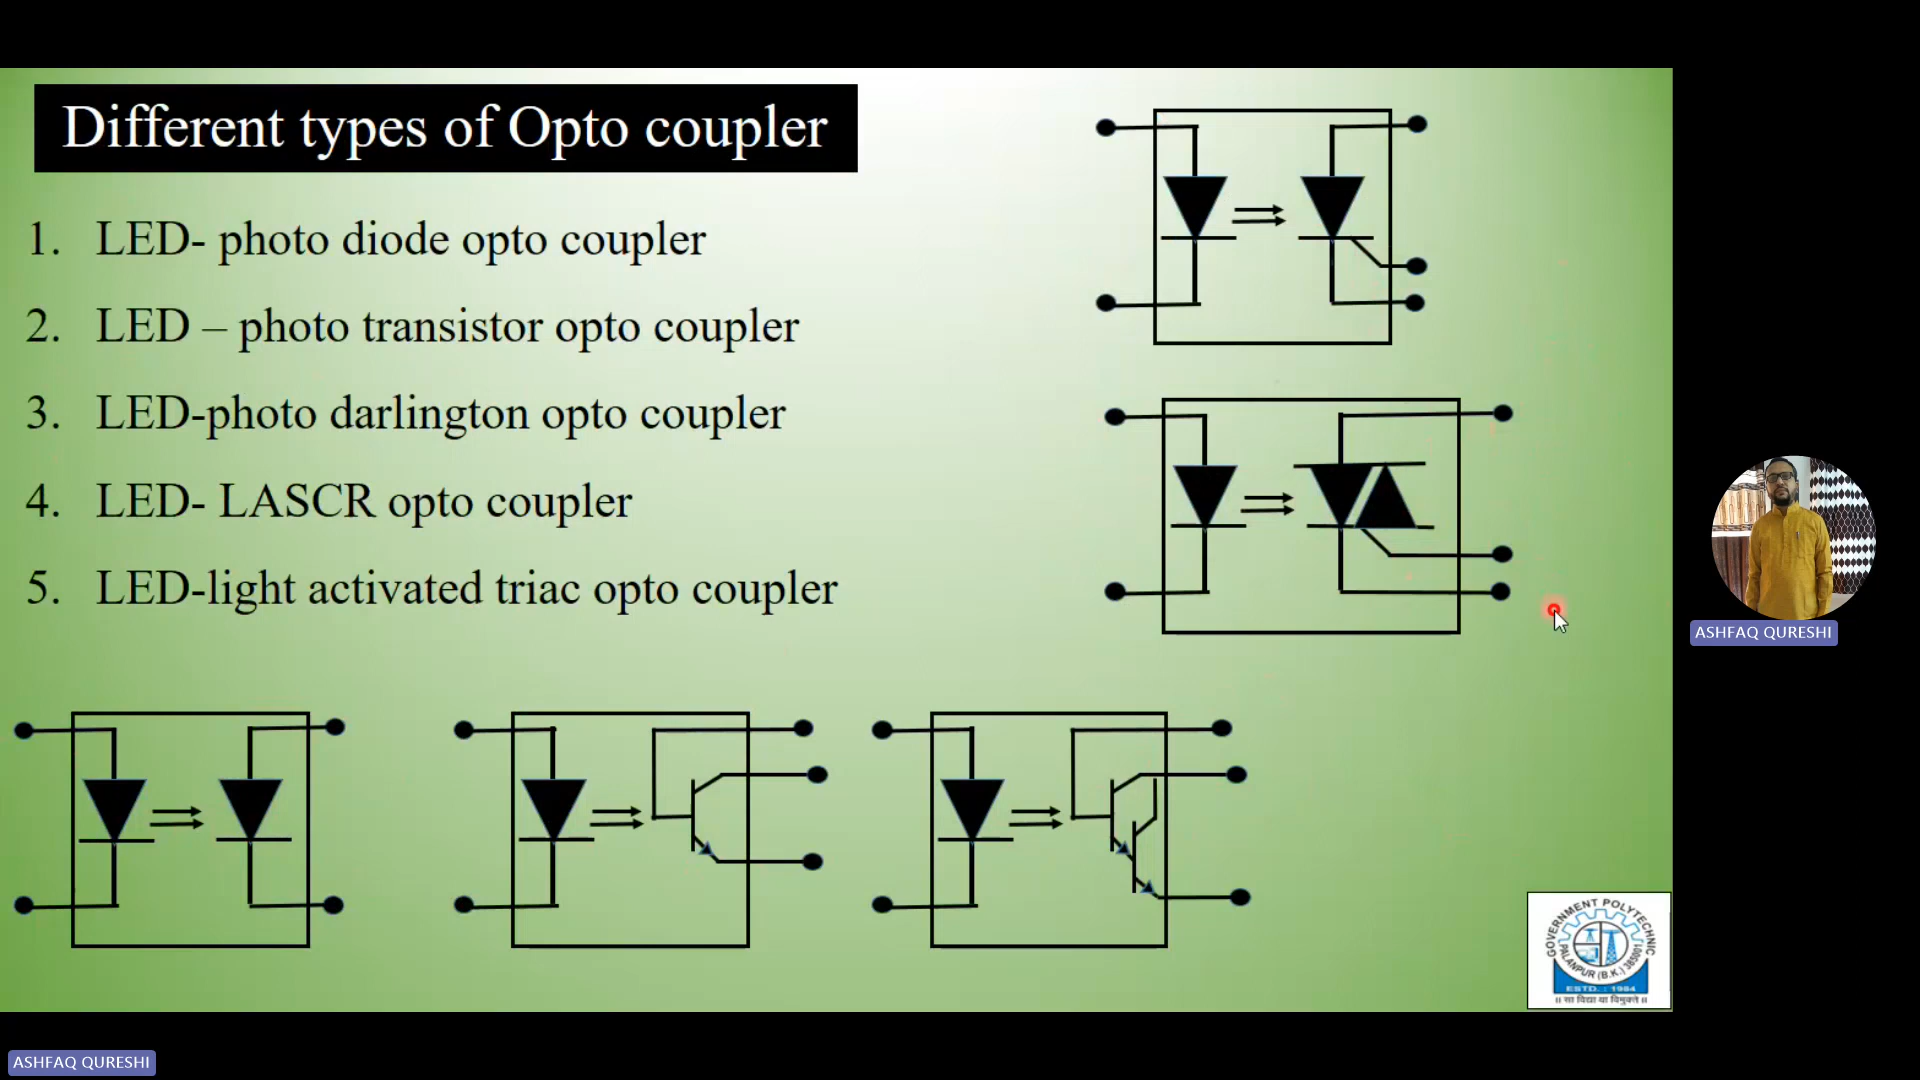 Different types of Opto coupler
1. LED- photo diode opto coupler
2. LED – photo transistor opto coupler
3. LED-photo darlington opto coupler
4. LED- LASCR opto coupler
5. LED-light activated triac opto coupler
ASHFAQ QURESHI
GOVERNMENT POLYTECHNIC
PALANPUR (B.K.) 385001
ESTD. : 1984
॥ सा विद्या या विमुक्ते ॥
ASHFAQ QURESHI